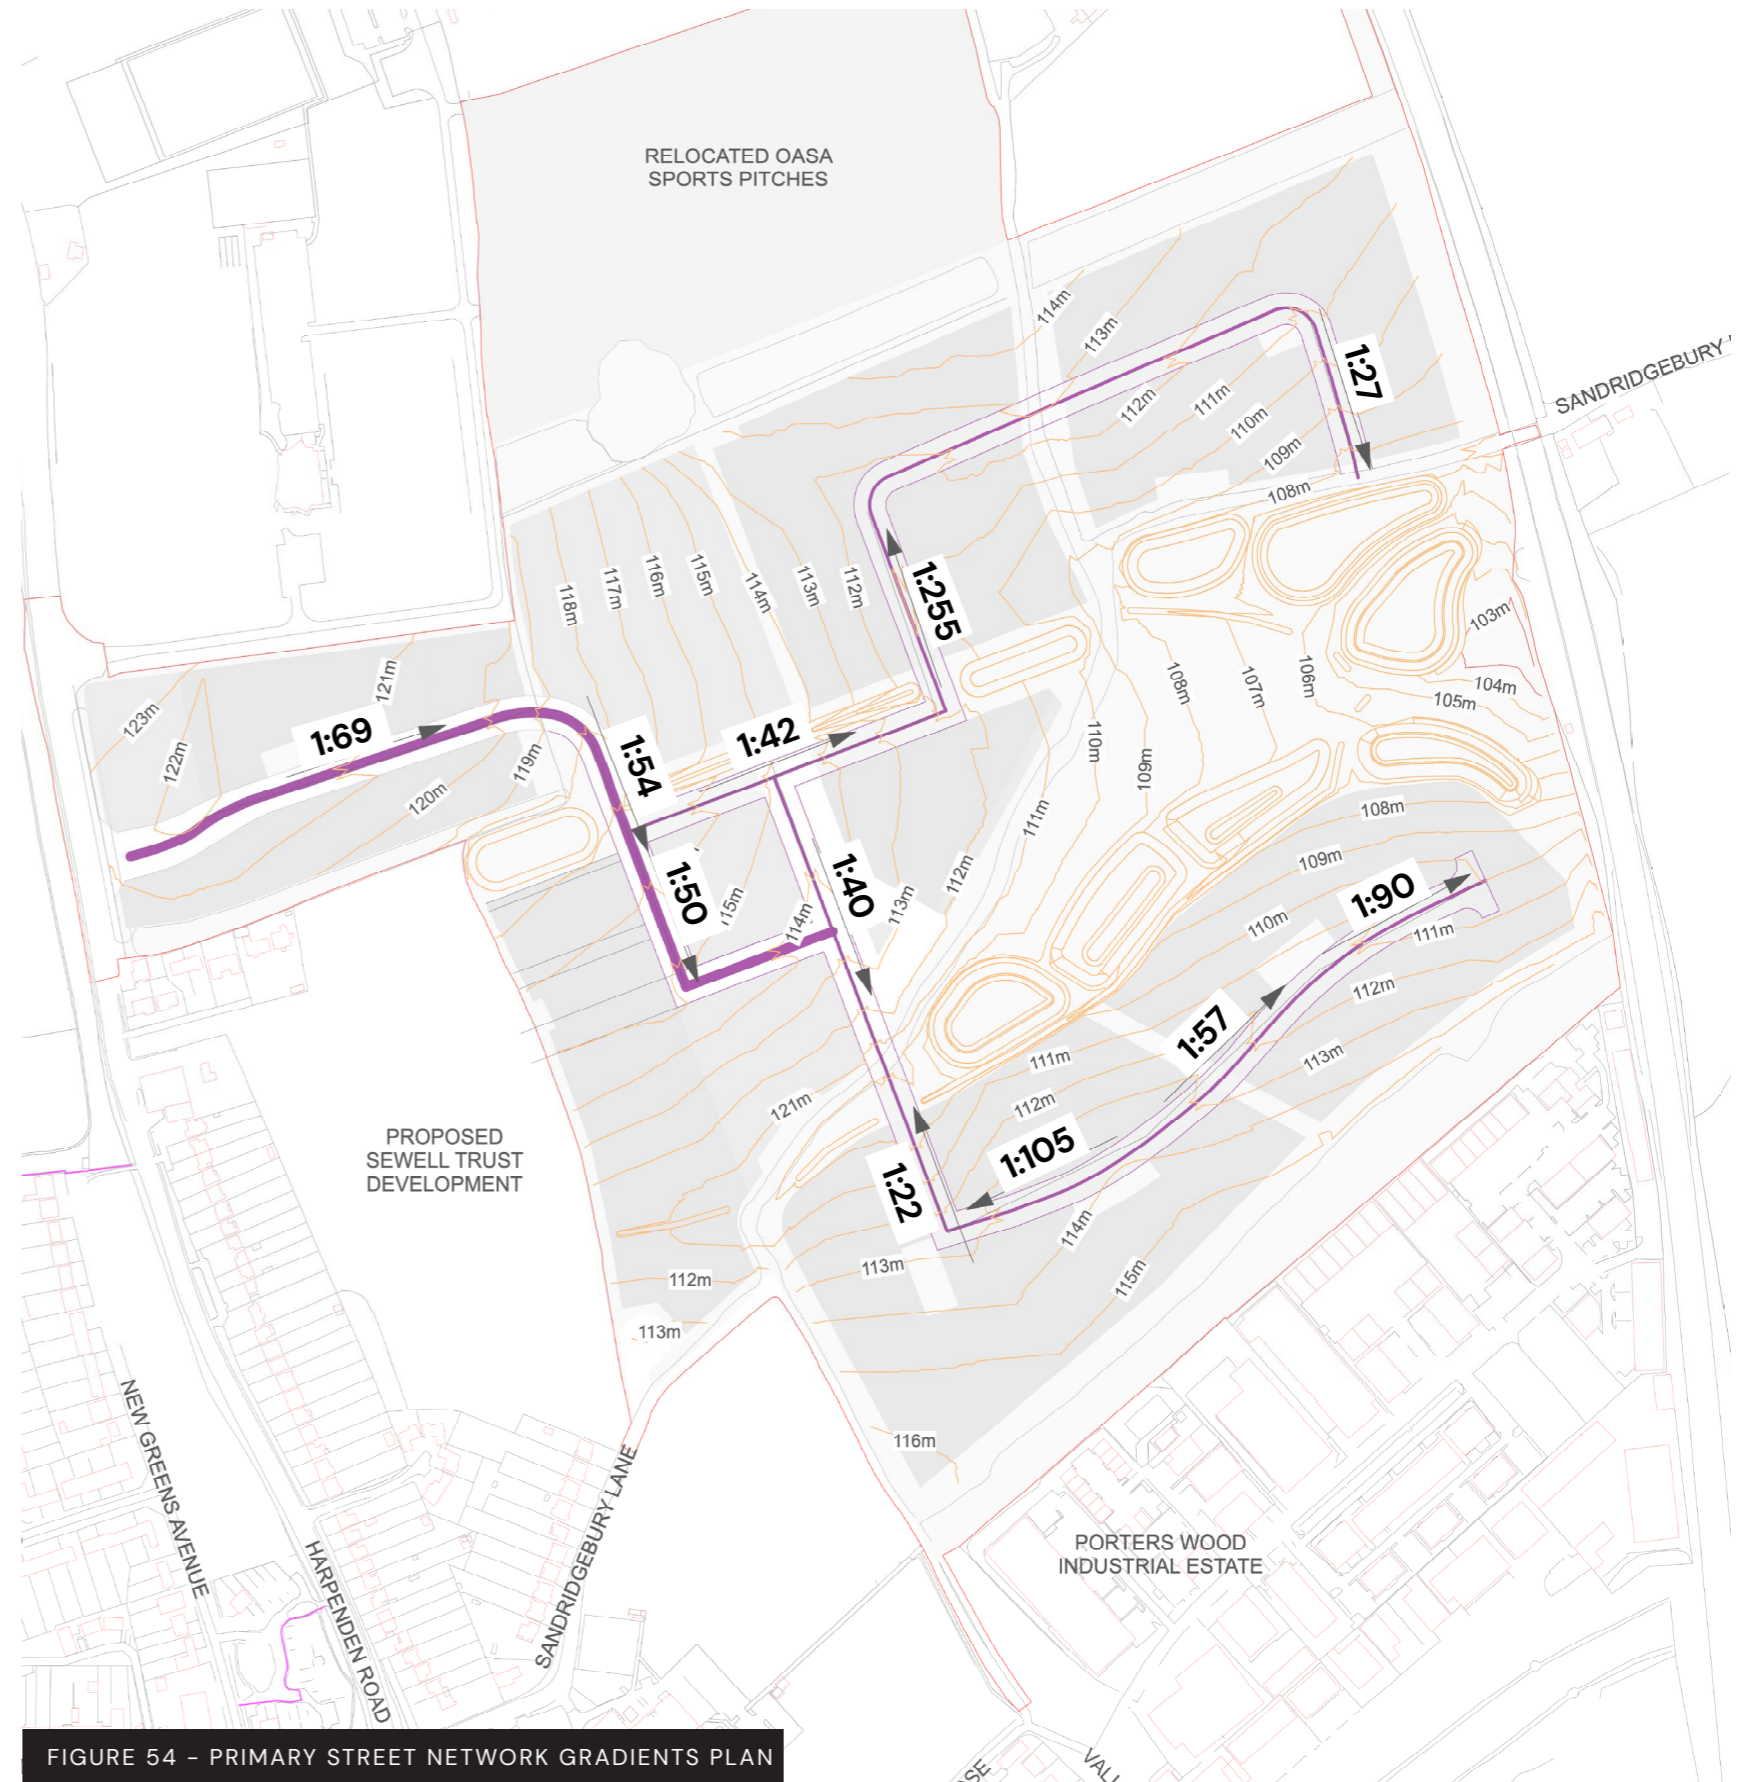 RELOCATED OASA
SPORTS PITCHES
114m
113m
1:27
SANDRIDGEBURY
112m
111m
110m
109m
108m
118m
117m
116m
115m
114m
113m
112m
1:255
103m
104m
105m
106m
107m
108m
109m
110m
123m
122m
121m
1:69
120m
119m
1:54
1:42
1:50
15m
114m
1:40
113m
112m
111m
108m
109m
1:90
110m
111m
112m
1:57
113m
111m
112m
121m
1:105
1:22
114m
113m
115m
112m
113m
116m
PROPOSED
SEWELL TRUST
DEVELOPMENT
NEW GREENS AVENUE
HARPENDEN ROAD
SANDRIDGEBURY LANE
PORTERS WOOD
INDUSTRIAL ESTATE
SE
VALL
FIGURE 54 – PRIMARY STREET NETWORK GRADIENTS PLAN